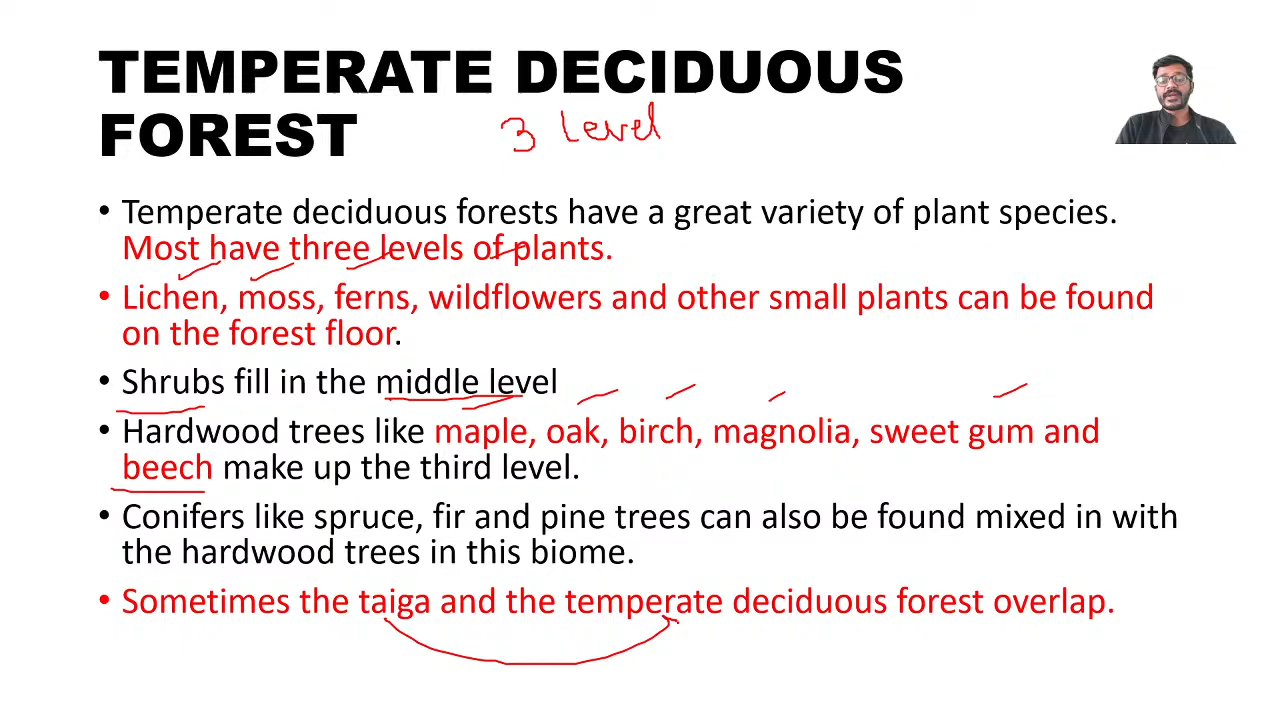 TEMPERATE DECIDUOUS
FOREST
3 level
• Temperate deciduous forests have a great variety of plant species.
Most have three levels of plants.
• Lichen, moss, ferns, wildflowers and other small plants can be found
on the forest floor.
• Shrubs fill in the middle level
• Hardwood trees like maple, oak, birch, magnolia, sweet gum and
beech make up the third level.
• Conifers like spruce, fir and pine trees can also be found mixed in with
the hardwood trees in this biome.
• Sometimes the taiga and the temperate deciduous forest overlap.